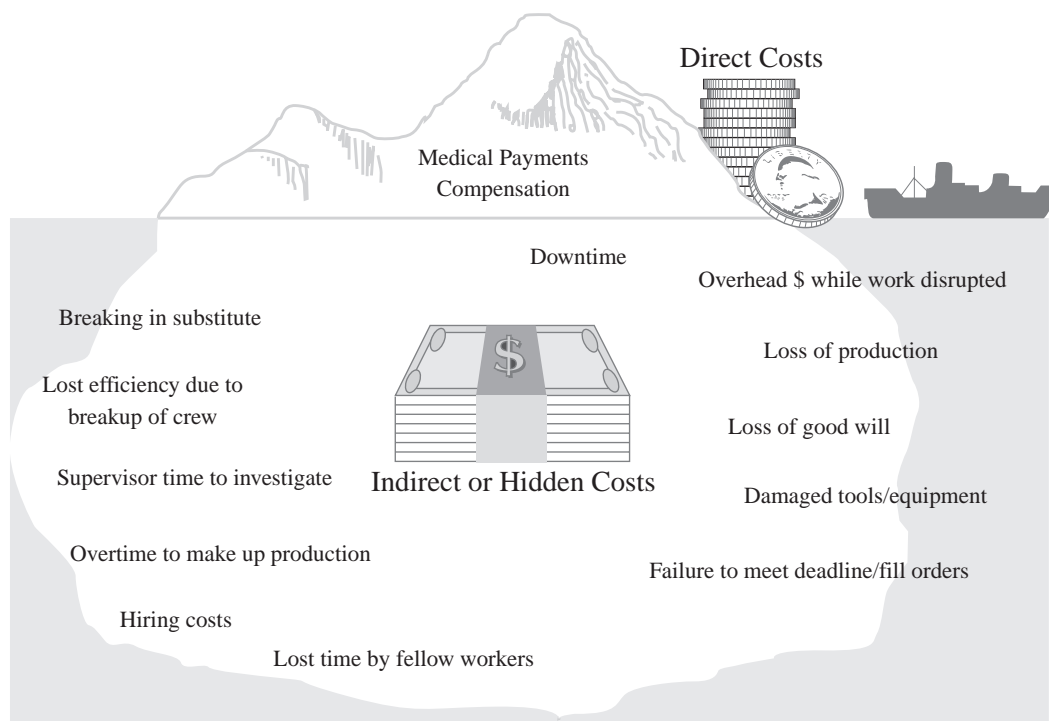 Direct Costs
LIBERTY
Medical Payments
Compensation
Downtime
Overhead $ while work disrupted
Breaking in substitute
$
Loss of production
Lost efficiency due to
breakup of crew
Loss of good will
Supervisor time to investigate
Indirect or Hidden Costs
Damaged tools/equipment
Overtime to make up production
Failure to meet deadline/fill orders
Hiring costs
Lost time by fellow workers